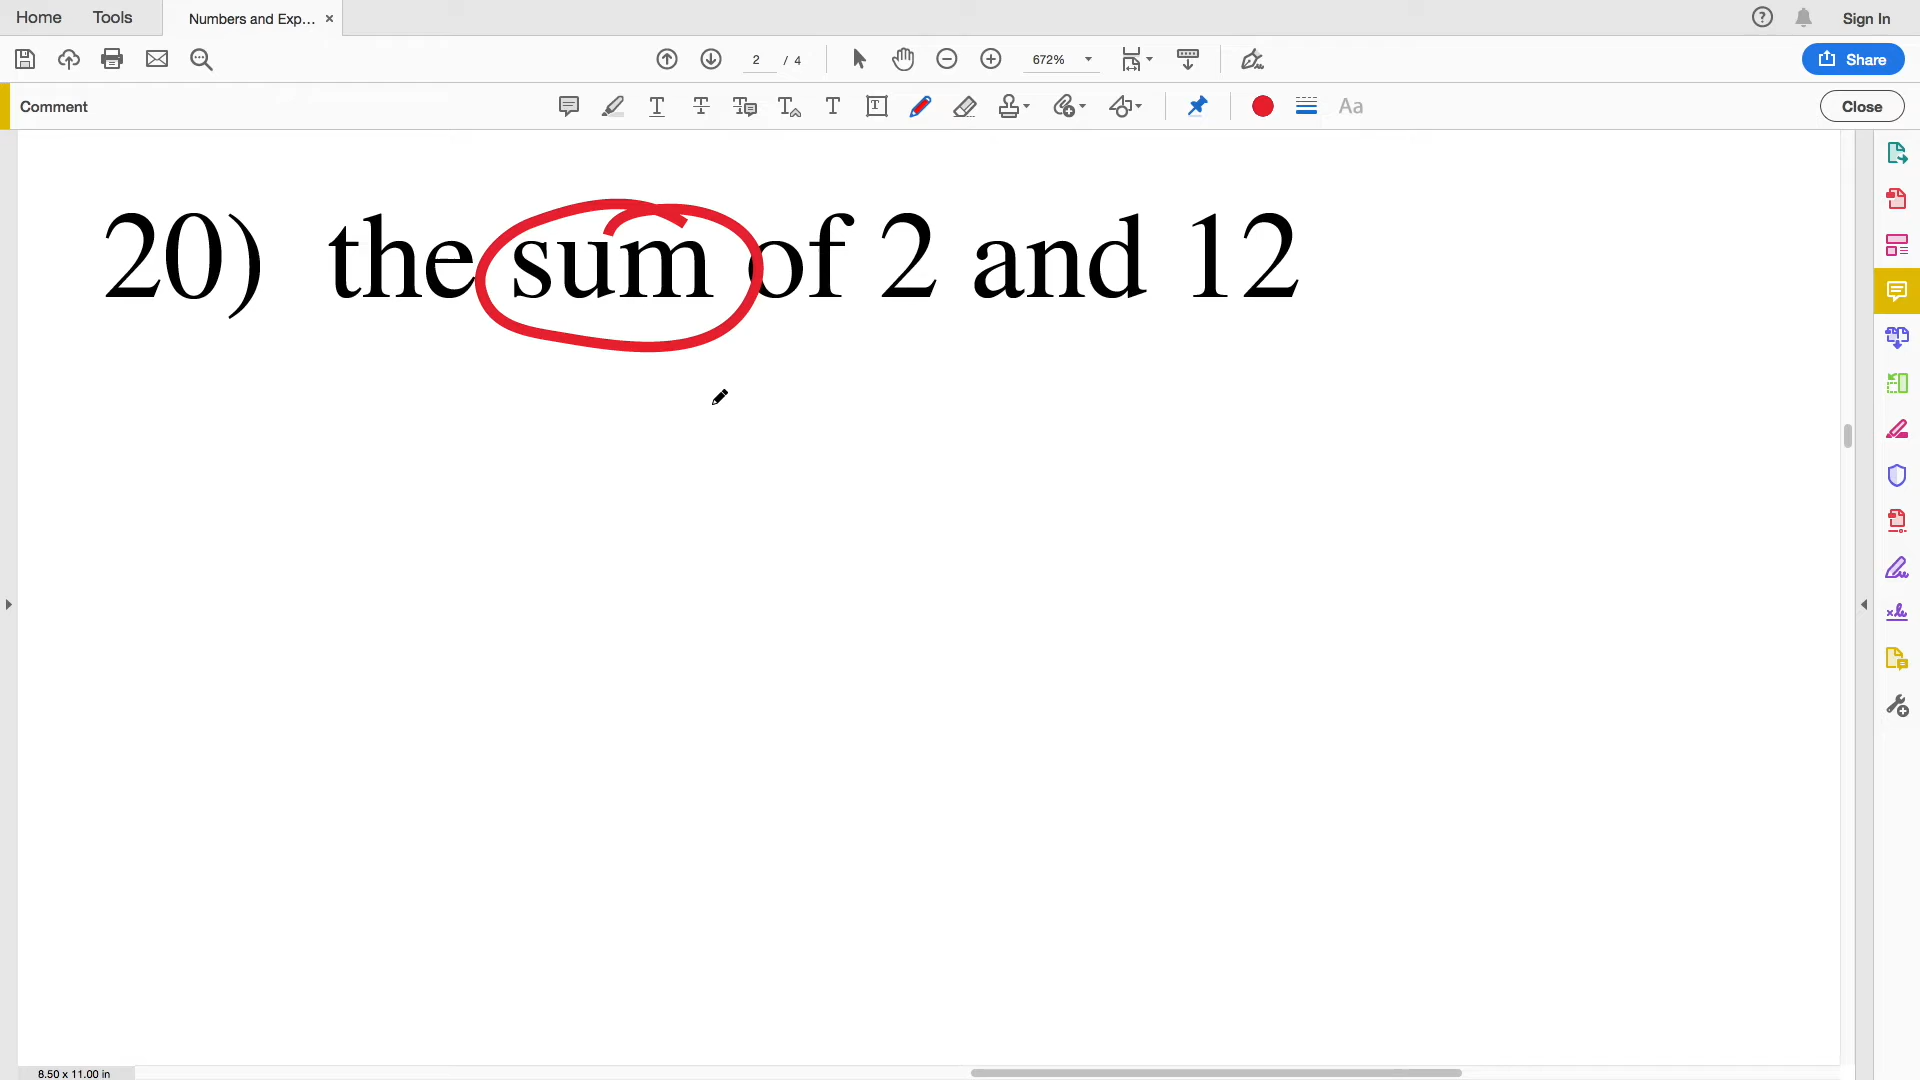 Home Tools Numbers and Exp... × Sign In
2 / 4 672% Share
Comment Aa Close
20) the sum of 2 and 12
8.50 x 11.00 in